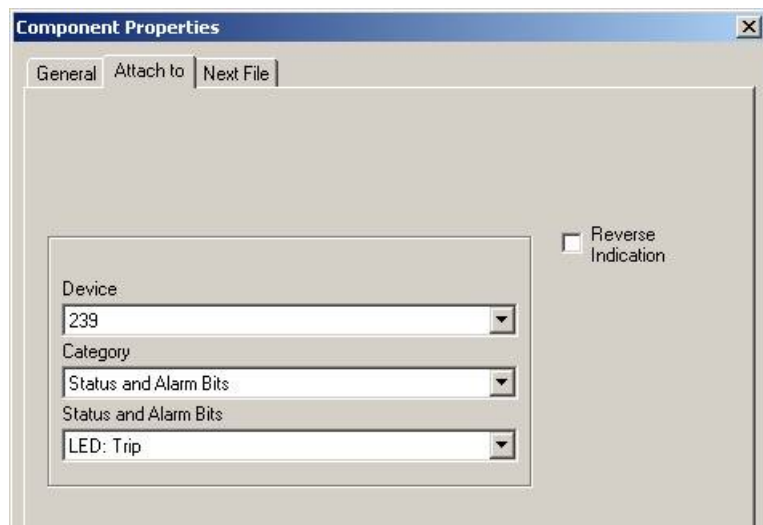 Component Properties
General Attach to Next File
Reverse
Indication
Device
239
Category
Status and Alarm Bits
Status and Alarm Bits
LED: Trip